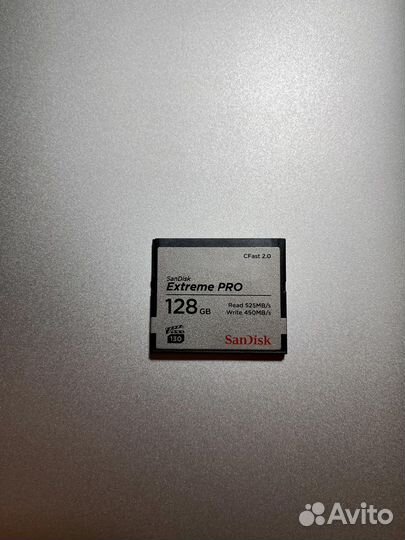 CFast 2.0
SanDisk
Extreme PRO
128 GB
Read 525MB/s
Write 450MB/s
130
SanDisk
Avito